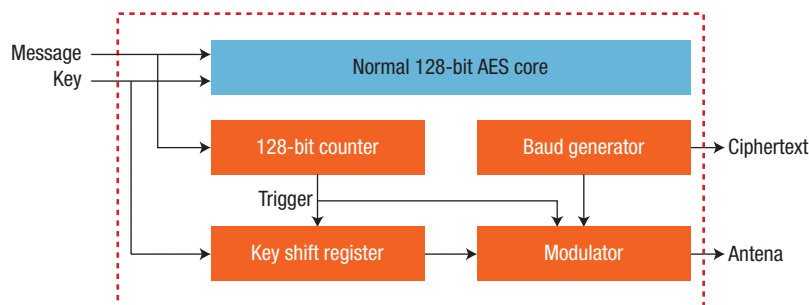 Message
Key
Normal 128-bit AES core
128-bit counter
Baud generator
Ciphertext
Trigger
Key shift register
Modulator
Antena